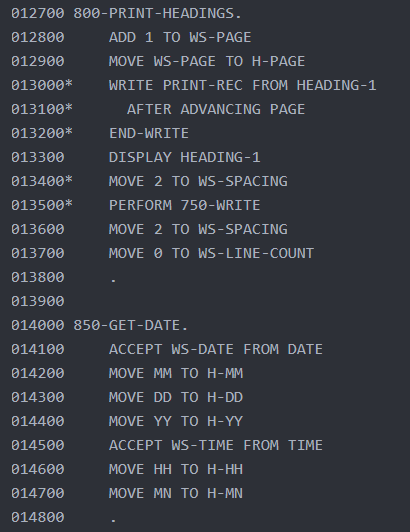 012700 800-PRINT-HEADINGS.
012800     ADD 1 TO WS-PAGE
012900     MOVE WS-PAGE TO H-PAGE
013000*    WRITE PRINT-REC FROM HEADING-1
013100*      AFTER ADVANCING PAGE
013200*    END-WRITE
013300     DISPLAY HEADING-1
013400*    MOVE 2 TO WS-SPACING
013500*    PERFORM 750-WRITE
013600     MOVE 2 TO WS-SPACING
013700     MOVE 0 TO WS-LINE-COUNT
013800     .
013900
014000 850-GET-DATE.
014100     ACCEPT WS-DATE FROM DATE
014200     MOVE MM TO H-MM
014300     MOVE DD TO H-DD
014400     MOVE YY TO H-YY
014500     ACCEPT WS-TIME FROM TIME
014600     MOVE HH TO H-HH
014700     MOVE MN TO H-MN
014800     .